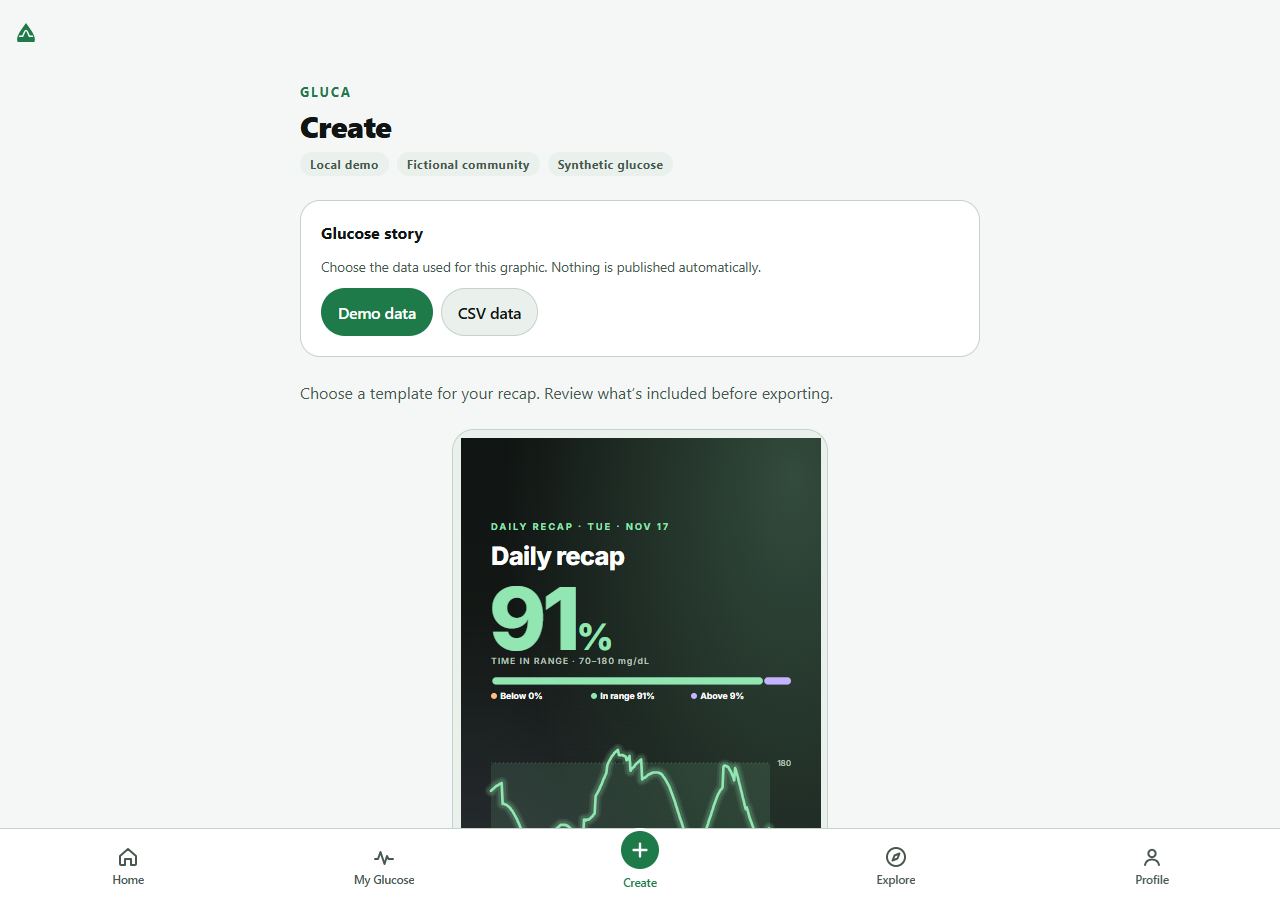 GLUCA
Create
Local demo
Fictional community
Synthetic glucose
Glucose story
Choose the data used for this graphic. Nothing is published automatically.
Demo data
CSV data
Choose a template for your recap. Review what's included before exporting.
DAILY RECAP · TUE · NOV 17
Daily recap
91%
TIME IN RANGE · 70–180 mg/dL
Below 0%
In range 91%
Above 9%
180
Home
My Glucose
Create
Explore
Profile